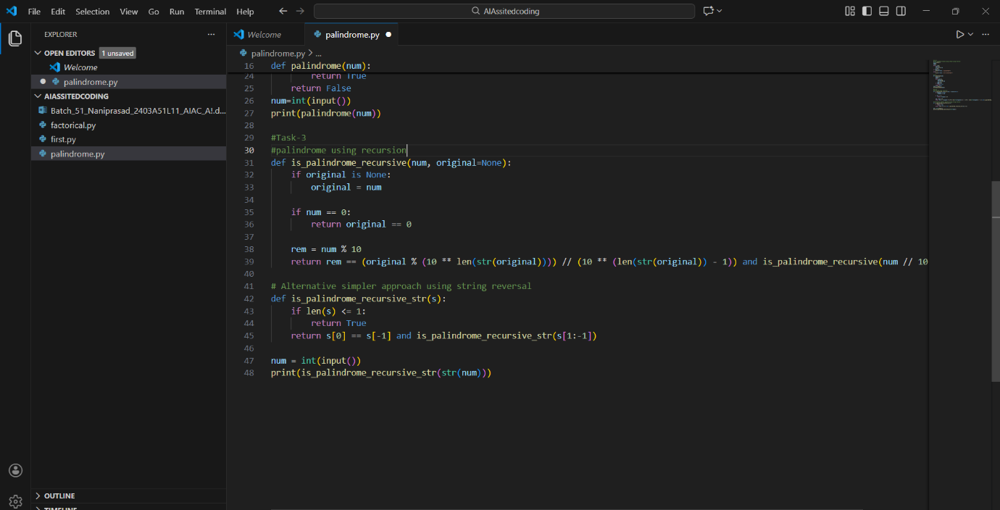 File Edit Selection View Go Run Terminal Help
AIAssitedcoding
EXPLORER
Welcome
palindrome.py
OPEN EDITORS 1 unsaved
Welcome
palindrome.py
AIASSITEDCODING
Batch_51_Naniprasad_2403A51L11_AIAC_A!.d...
factorical.py
first.py
palindrome.py
OUTLINE
TIMELINE
palindrome.py > ...
16 def palindrome(num):
24 return True
25 return False
26 num=int(input())
27 print(palindrome(num))
28
29 #Task-3
30 #palindrome using recursion
31 def is_palindrome_recursive(num, original=None):
32 if original is None:
33 original = num
34
35 if num == 0:
36 return original == 0
37
38 rem = num % 10
39 return rem == (original % (10 ** len(str(original)))) // (10 ** (len(str(original)) - 1)) and is_palindrome_recursive(num // 10
40
41 # Alternative simpler approach using string reversal
42 def is_palindrome_recursive_str(s):
43 if len(s) <= 1:
44 return True
45 return s[0] == s[-1] and is_palindrome_recursive_str(s[1:-1])
46
47 num = int(input())
48 print(is_palindrome_recursive_str(str(num)))